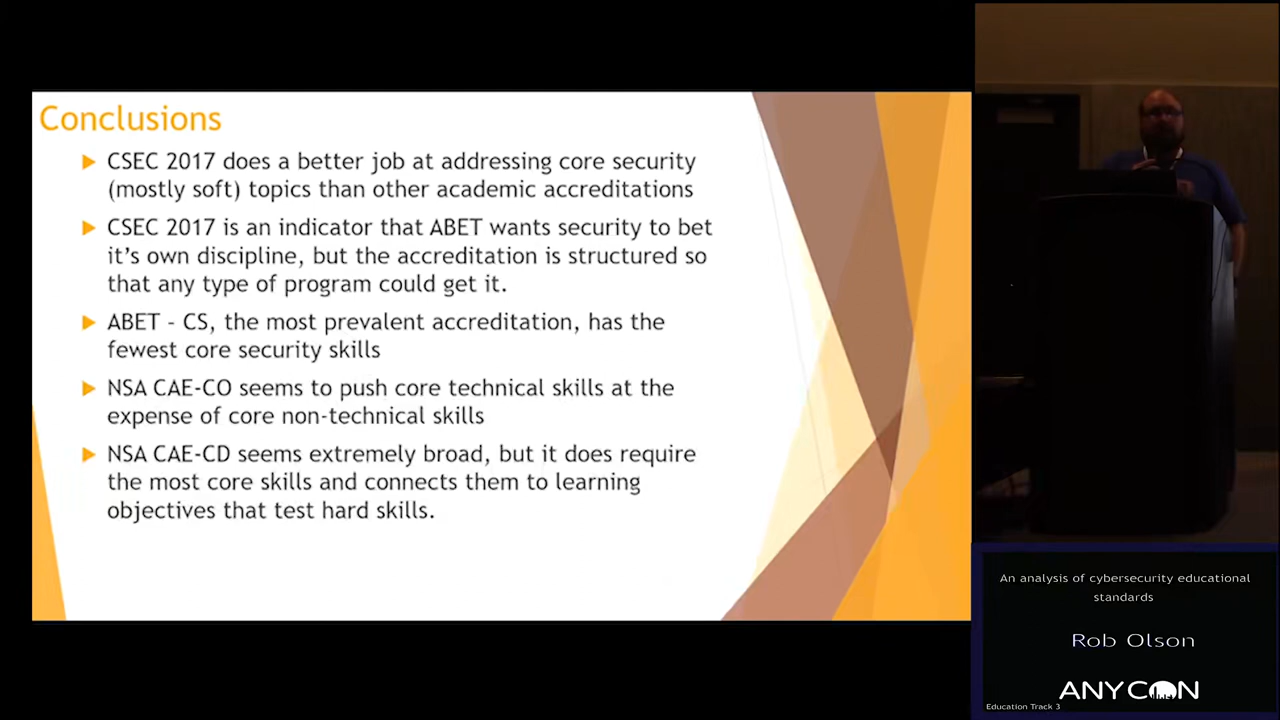 Conclusions
CSEC 2017 does a better job at addressing core security
(mostly soft) topics than other academic accreditations
CSEC 2017 is an indicator that ABET wants security to bet
it's own discipline, but the accreditation is structured so
that any type of program could get it.
ABET – CS, the most prevalent accreditation, has the
fewest core security skills
NSA CAE-CO seems to push core technical skills at the
expense of core non-technical skills
NSA CAE-CD seems extremely broad, but it does require
the most core skills and connects them to learning
objectives that test hard skills.
An analysis of cybersecurity educational
standards
Rob Olson
ANYCON
Education Track 3